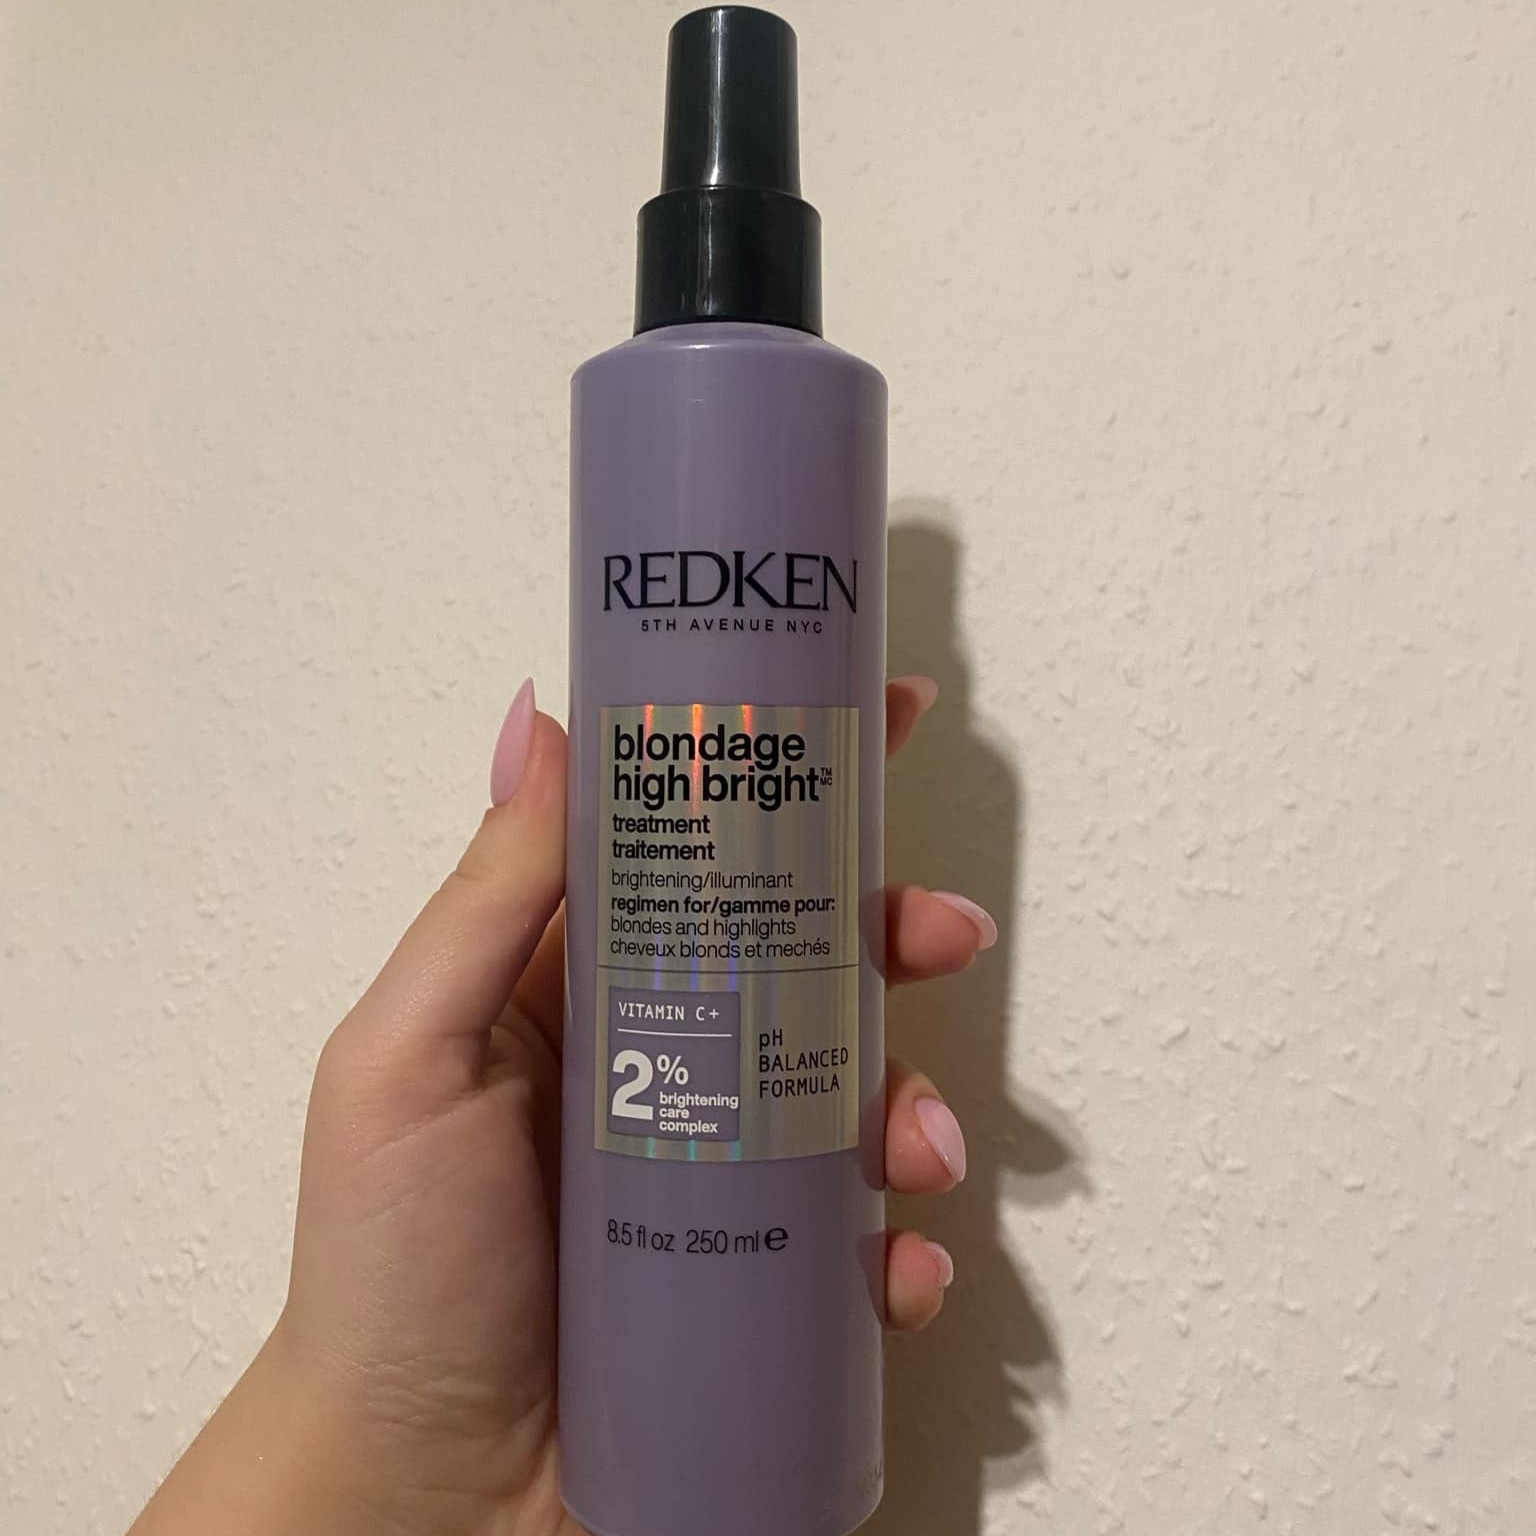 REDKEN
5TH AVENUE NYC
blondage
high bright™ MC
treatment
traitement
brightening/illuminant
regimen for/gamme pour:
blondes and highlights
cheveux blonds et mechés
VITAMIN C+
2%
brightening
care
complex
pH
BALANCED
FORMULA
8.5 fl oz 250 ml e